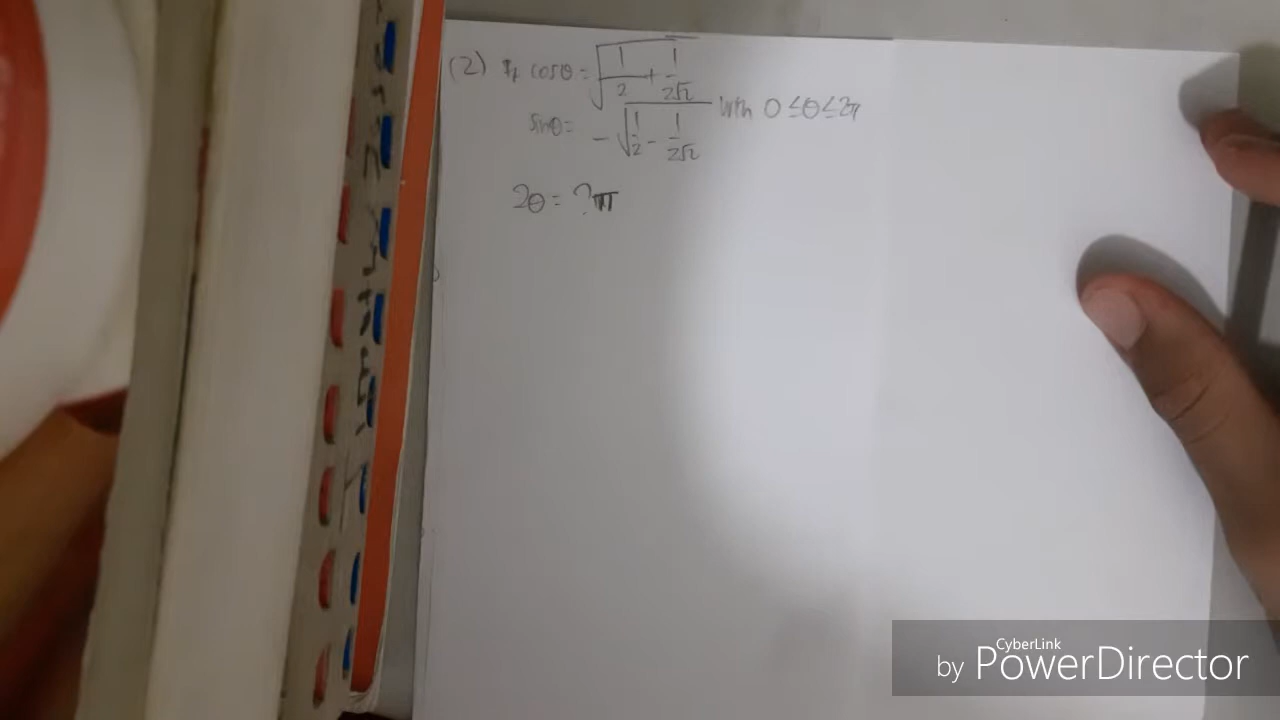 (2) If cosθ = √(1/2 + 1/2√2)
sinθ = -√(1/2 - 1/2√2) with 0 ≤ θ ≤ 2π
2θ = ?π
CyberLink
by PowerDirector